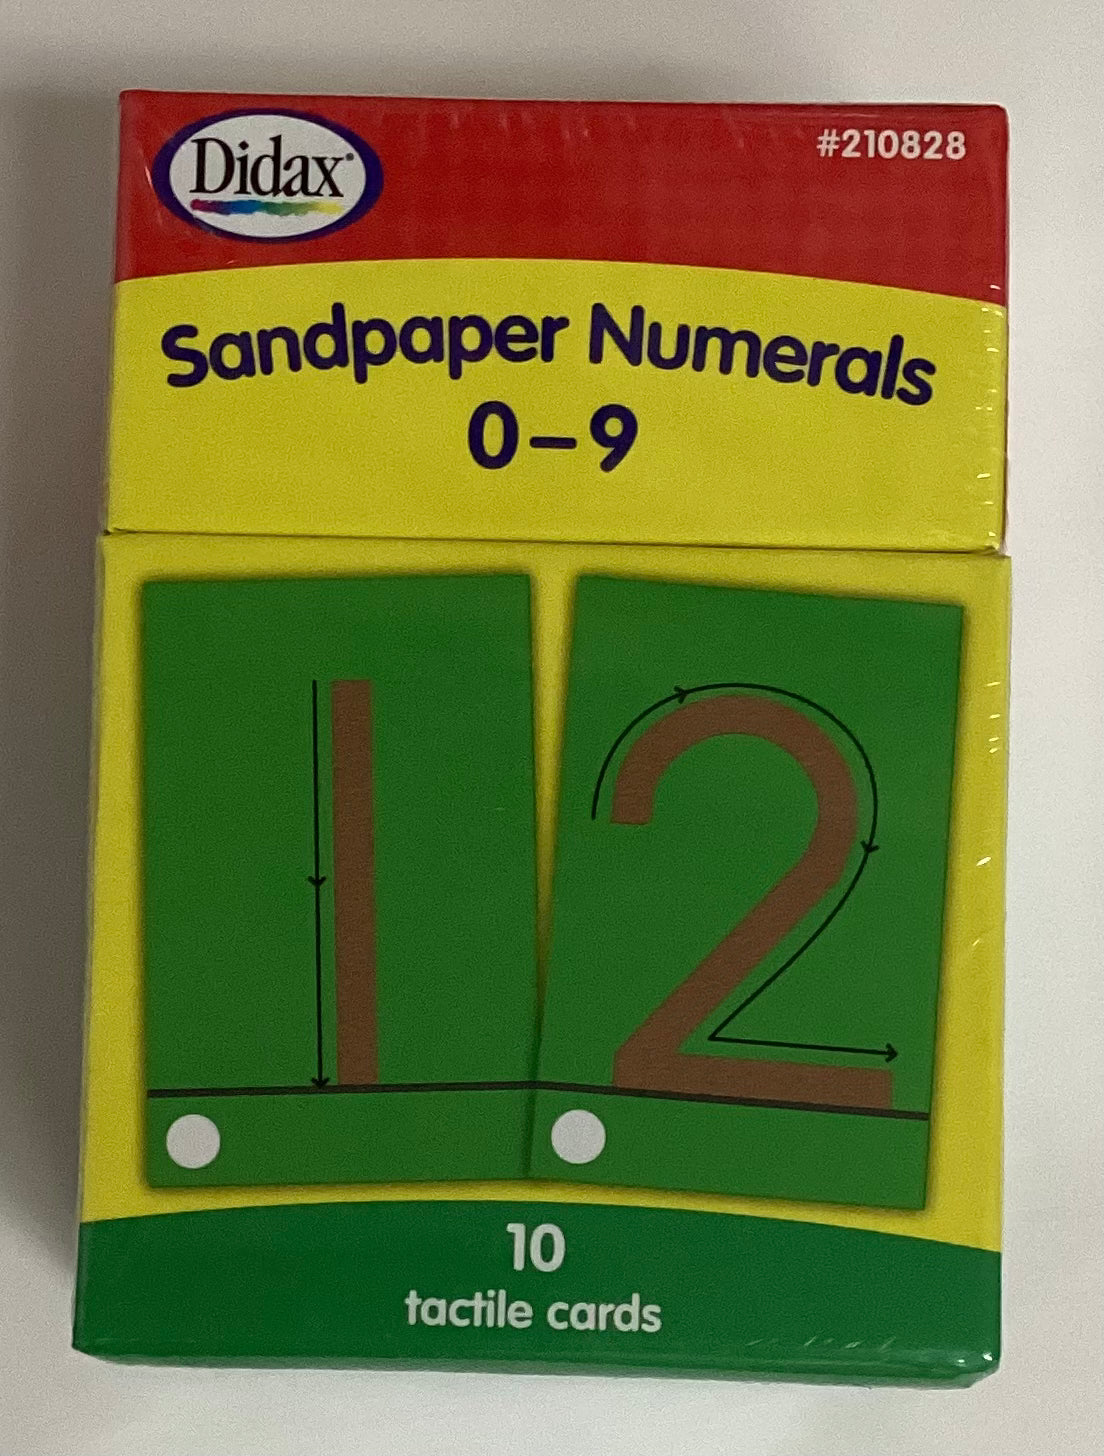 Didax®
#210828
Sandpaper Numerals
0–9
1 2
10
tactile cards